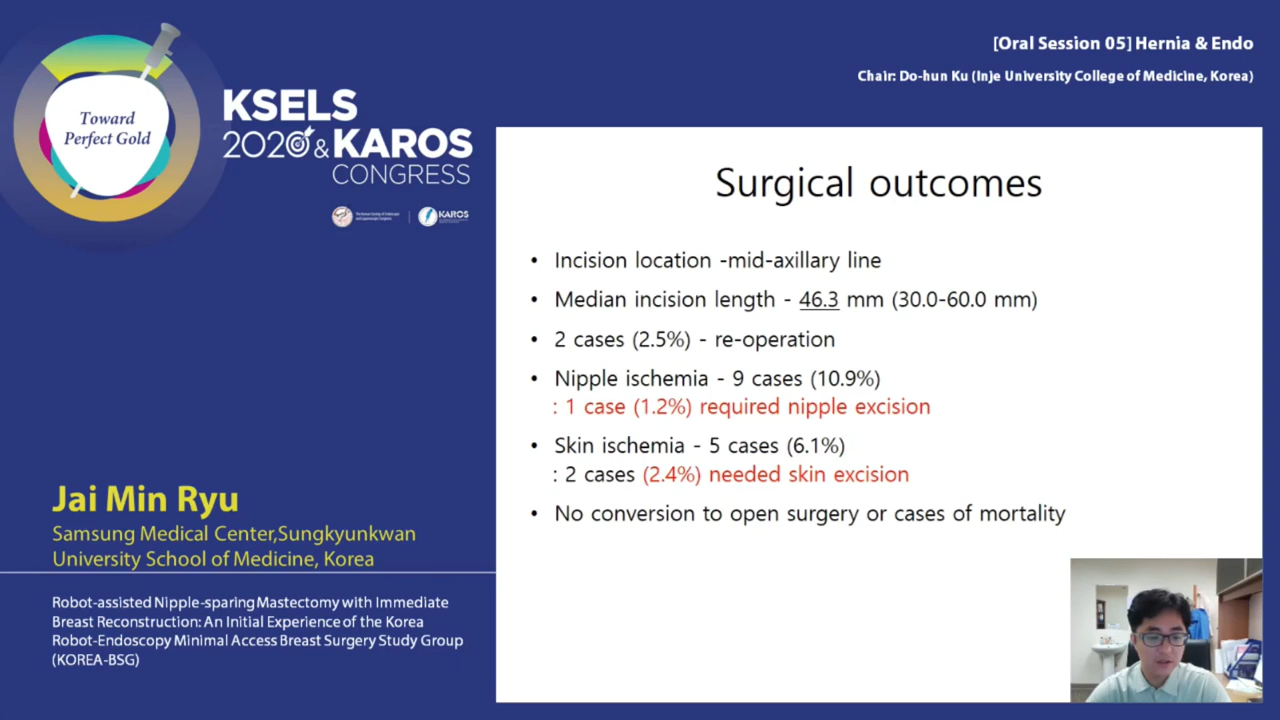 [Oral Session 05] Hernia & Endo
Chair: Do-hun Ku (Inje University College of Medicine, Korea)
Toward
Perfect Gold
KSELS
2020 & KAROS
CONGRESS
KAROS
Surgical outcomes
• Incision location -mid-axillary line
• Median incision length - 46.3 mm (30.0-60.0 mm)
• 2 cases (2.5%) - re-operation
• Nipple ischemia - 9 cases (10.9%)
: 1 case (1.2%) required nipple excision
• Skin ischemia - 5 cases (6.1%)
: 2 cases (2.4%) needed skin excision
• No conversion to open surgery or cases of mortality
Jai Min Ryu
Samsung Medical Center,Sungkyunkwan
University School of Medicine, Korea
Robot-assisted Nipple-sparing Mastectomy with Immediate
Breast Reconstruction: An Initial Experience of the Korea
Robot-Endoscopy Minimal Access Breast Surgery Study Group
(KOREA-BSG)